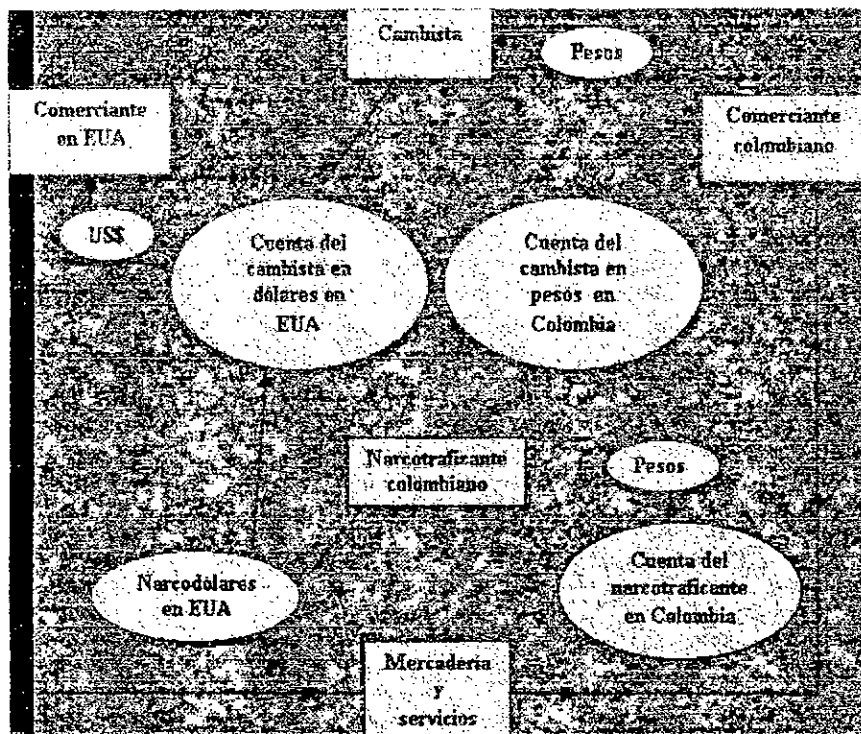 Cambista
Pesos
Comerciante
en EUA
Comerciante
colombiano
US$
Cuenta del
cambista en
dólares en
EUA
Cuenta del
cambista en
pesos en
Colombia
Narcotrafizante
colombiano
Pesos
Narcodólares
en EUA
Cuenta del
narcotraficante
en Colombia
Mercadería
y
servicios